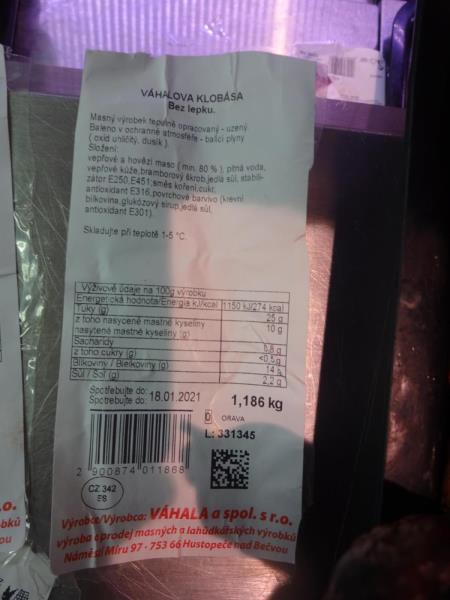 VÁHALOVA KLOBÁSA
Bez lepku.
Masný výrobek tepelně opracovaný - uzený
Baleno v ochranné atmosféře - balicí plyny
( oxid uhličitý, dusík ).
Složení:
vepřové a hovězí maso ( min. 80 % ), pitná voda,
vepřové kůže,bramborový škrob,jedlá sůl, stabili-
zátor E250,E451,směs koření,cukr,
antioxidant E316,povrchové barvivo (krevní
bílkovina,glukózový sirup,jedlá sůl,
antioxidant E301).
Skladujte při teplotě 1-5 °C.
Výživové údaje na 100g výrobku
Energetická hodnota/Energia kJ/kcal 1150 kJ/274 kcal
Tuky (g) 25 g
z toho nasycené mastné kyseliny 10 g
nasýtené mastné kyseliny (g)
Sacharidy 0,8 g
z toho cukry (g) <0,5 g
Bílkoviny / Bielkoviny (g) 14 g
Sůl / Soľ (g) 2,2 g
Spotřebujte do:
Spotrebujte do: 18.01.2021 1,186 kg
D ORAVA
L: 331345
2 900874 011868
CZ 342
ES
Výrobce/Výrobca: VÁHALA a spol. s r.o.
výroba a prodej masných a lahůdkářských výrobků
Náměstí Míru 97 - 753 66 Hustopeče nad Bečvou
.o.
obků
ou